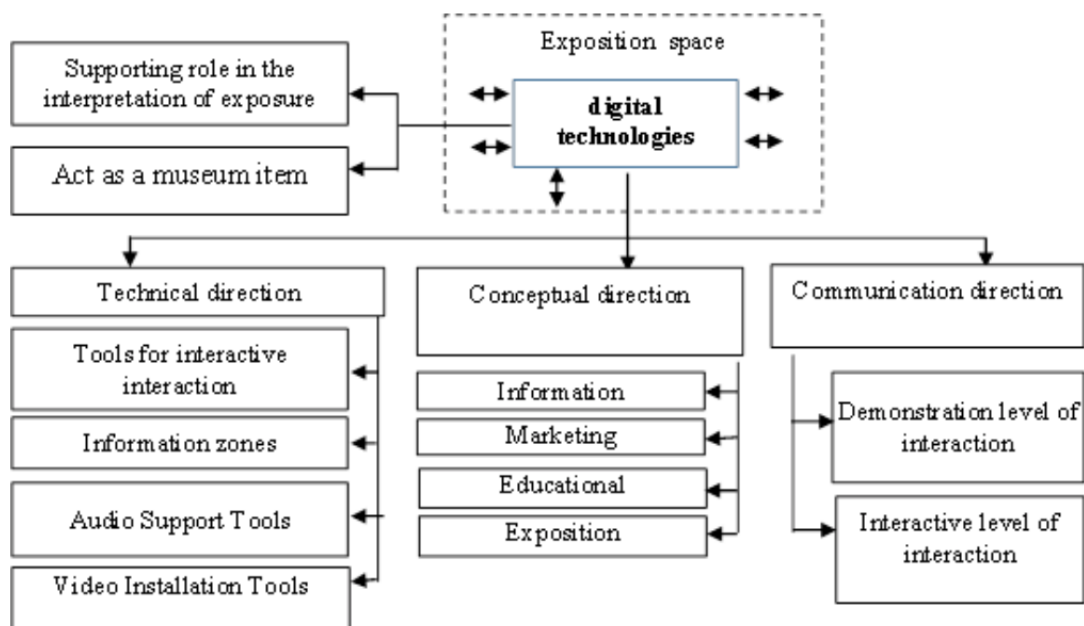 Exposition space
Supporting role in the
interpretation of exposure
digital
technologies
Act as a museum item
Technical direction
Conceptual direction
Communication direction
Tools for interactive
interaction
Information zones
Audio Support Tools
Video Installation Tools
Information
Marketing
Educational
Exposition
Demonstration level of
interaction
Interactive level of
interaction